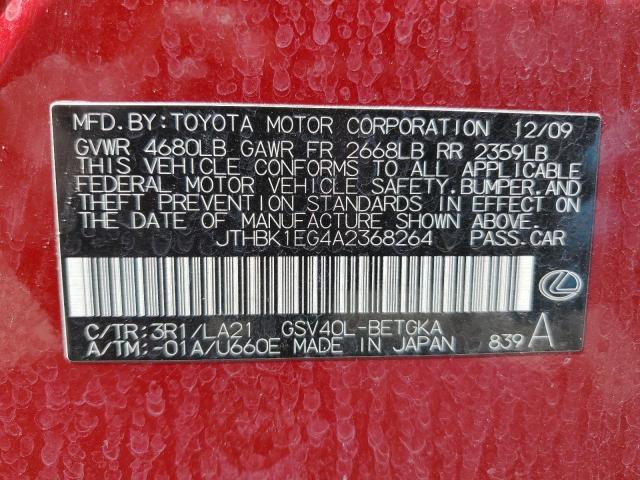 MFD. BY: TOYOTA MOTOR CORPORATION 12/09
GVWR 4680LB GAWR FR 2668LB RR 2359LB
THIS VEHICLE CONFORMS TO ALL APPLICABLE
FEDERAL MOTOR VEHICLE SAFETY, BUMPER, AND
THEFT PREVENTION STANDARDS IN EFFECT ON
THE DATE OF MANUFACTURE SHOWN ABOVE.
JTHBK1EG4A2368264 PASS. CAR
C/TR: 3R1/LA21 GSV40L-BETGKA
A/TM: -01A/U660E MADE IN JAPAN 839 A